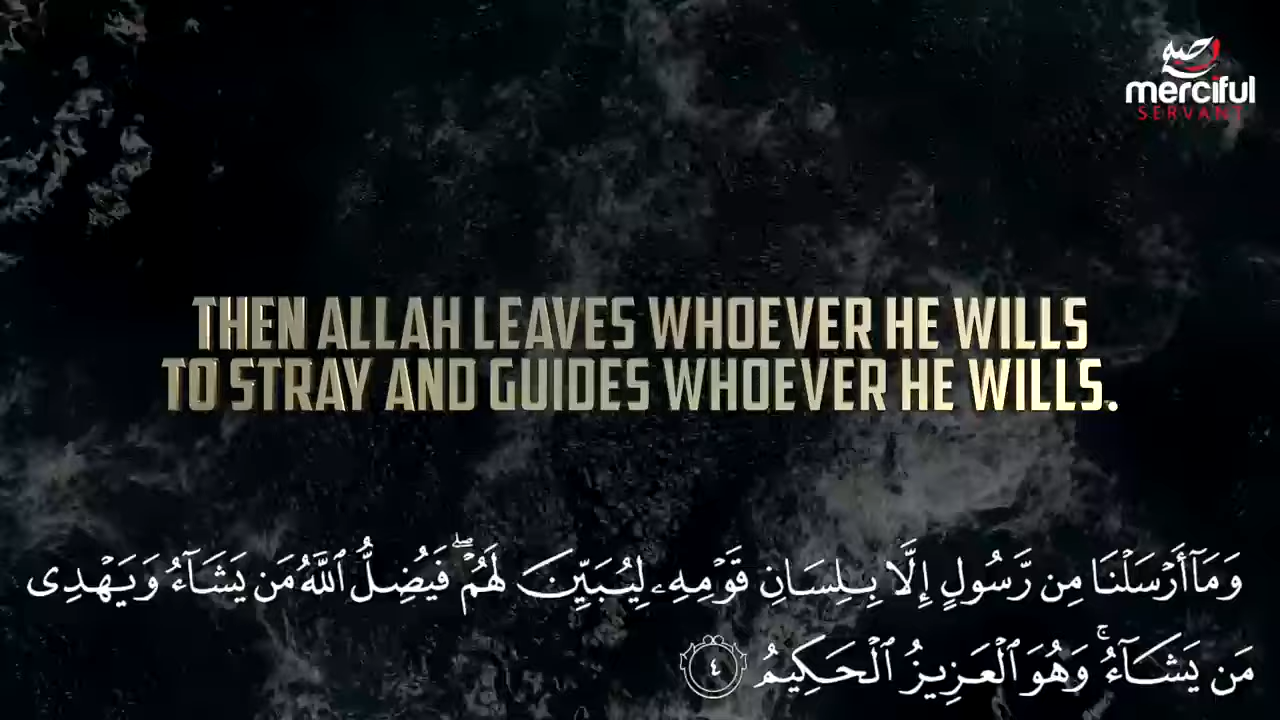 merciful
SERVANT
THEN ALLAH LEAVES WHOEVER HE WILLS
TO STRAY AND GUIDES WHOEVER HE WILLS.
وَمَآ أَرْسَلْنَا مِن رَّسُولٍ إِلَّا بِلِسَانِ قَوْمِهِۦ لِيُبَيِّنَ لَهُمْ ۖ فَيُضِلُّ ٱللَّهُ مَن يَشَآءُ وَيَهْدِى
مَن يَشَآءُ ۚ وَهُوَ ٱلْعَزِيزُ ٱلْحَكِيمُ ٤